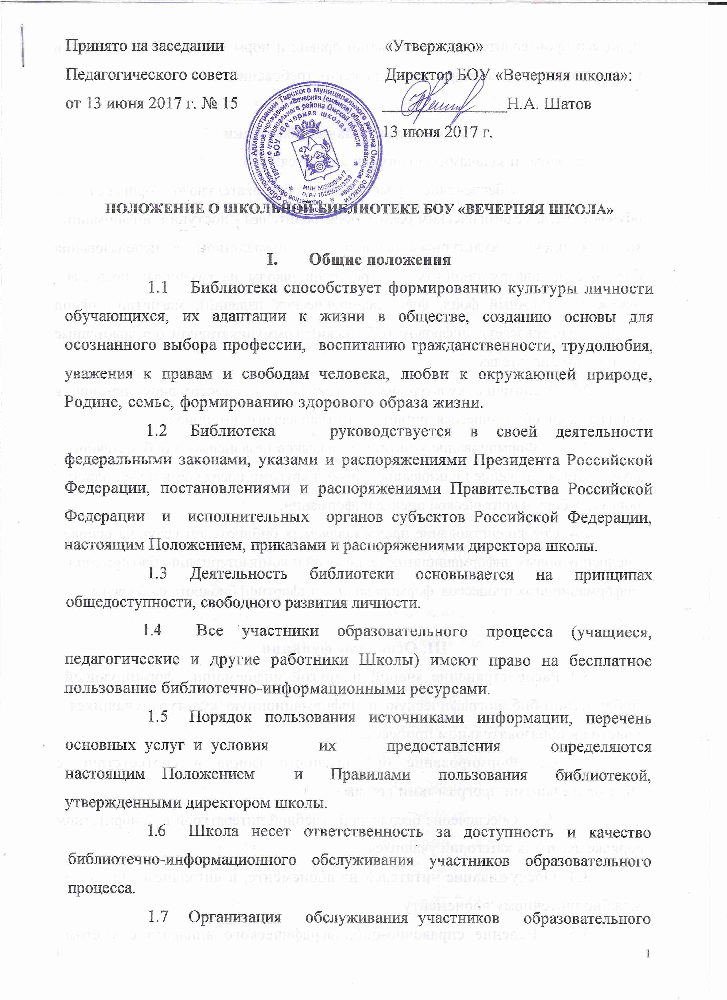 Принято на заседании
«Утверждаю»
Педагогического совета
Директор БОУ «Вечерняя школа»:
от 13 июня 2017 г. № 15
Н.А. Шатов
13 июня 2017 г.
по образованию Администрации Тарского муниципального района Омской области
бюджетное общеобразовательное учреждение «Вечерняя (сменная) общеобразовательная школа»
Тарского муниципального района Омской области
БОУ «Вечерняя школа»
ИНН 5535005617
ОГРН 1025502013789
ПОЛОЖЕНИЕ О ШКОЛЬНОЙ БИБЛИОТЕКЕ БОУ «ВЕЧЕРНЯЯ ШКОЛА»
I. Общие положения
1.1 Библиотека способствует формированию культуры личности
обучающихся, их адаптации к жизни в обществе, созданию основы для
осознанного выбора профессии, воспитанию гражданственности, трудолюбия,
уважения к правам и свободам человека, любви к окружающей природе,
Родине, семье, формированию здорового образа жизни.
1.2 Библиотека руководствуется в своей деятельности
федеральными законами, указами и распоряжениями Президента Российской
Федерации, постановлениями и распоряжениями Правительства Российской
Федерации и исполнительных органов субъектов Российской Федерации,
настоящим Положением, приказами и распоряжениями директора школы.
1.3 Деятельность библиотеки основывается на принципах
общедоступности, свободного развития личности.
1.4 Все участники образовательного процесса (учащиеся,
педагогические и другие работники Школы) имеют право на бесплатное
пользование библиотечно-информационными ресурсами.
1.5 Порядок пользования источниками информации, перечень
основных услуг и условия их предоставления определяются
настоящим Положением и Правилами пользования библиотекой,
утвержденными директором школы.
1.6 Школа несет ответственность за доступность и качество
библиотечно-информационного обслуживания участников образовательного
процесса.
1.7 Организация обслуживания участников образовательного
1